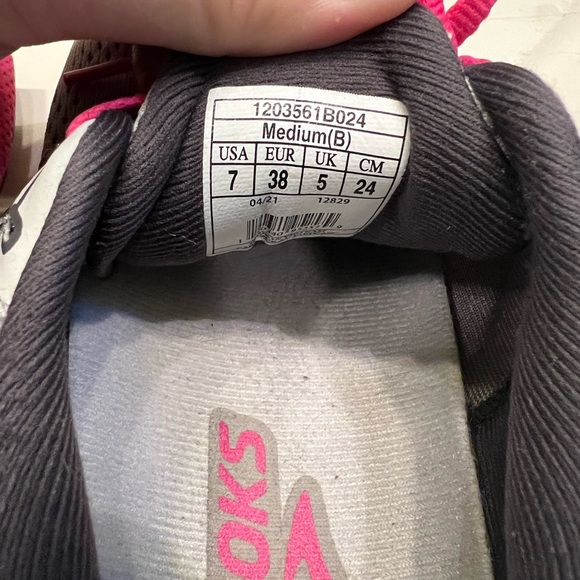 1203561B024
Medium(B)
USA EUR UK CM
7 38 5 24
04/21 12829
OKS